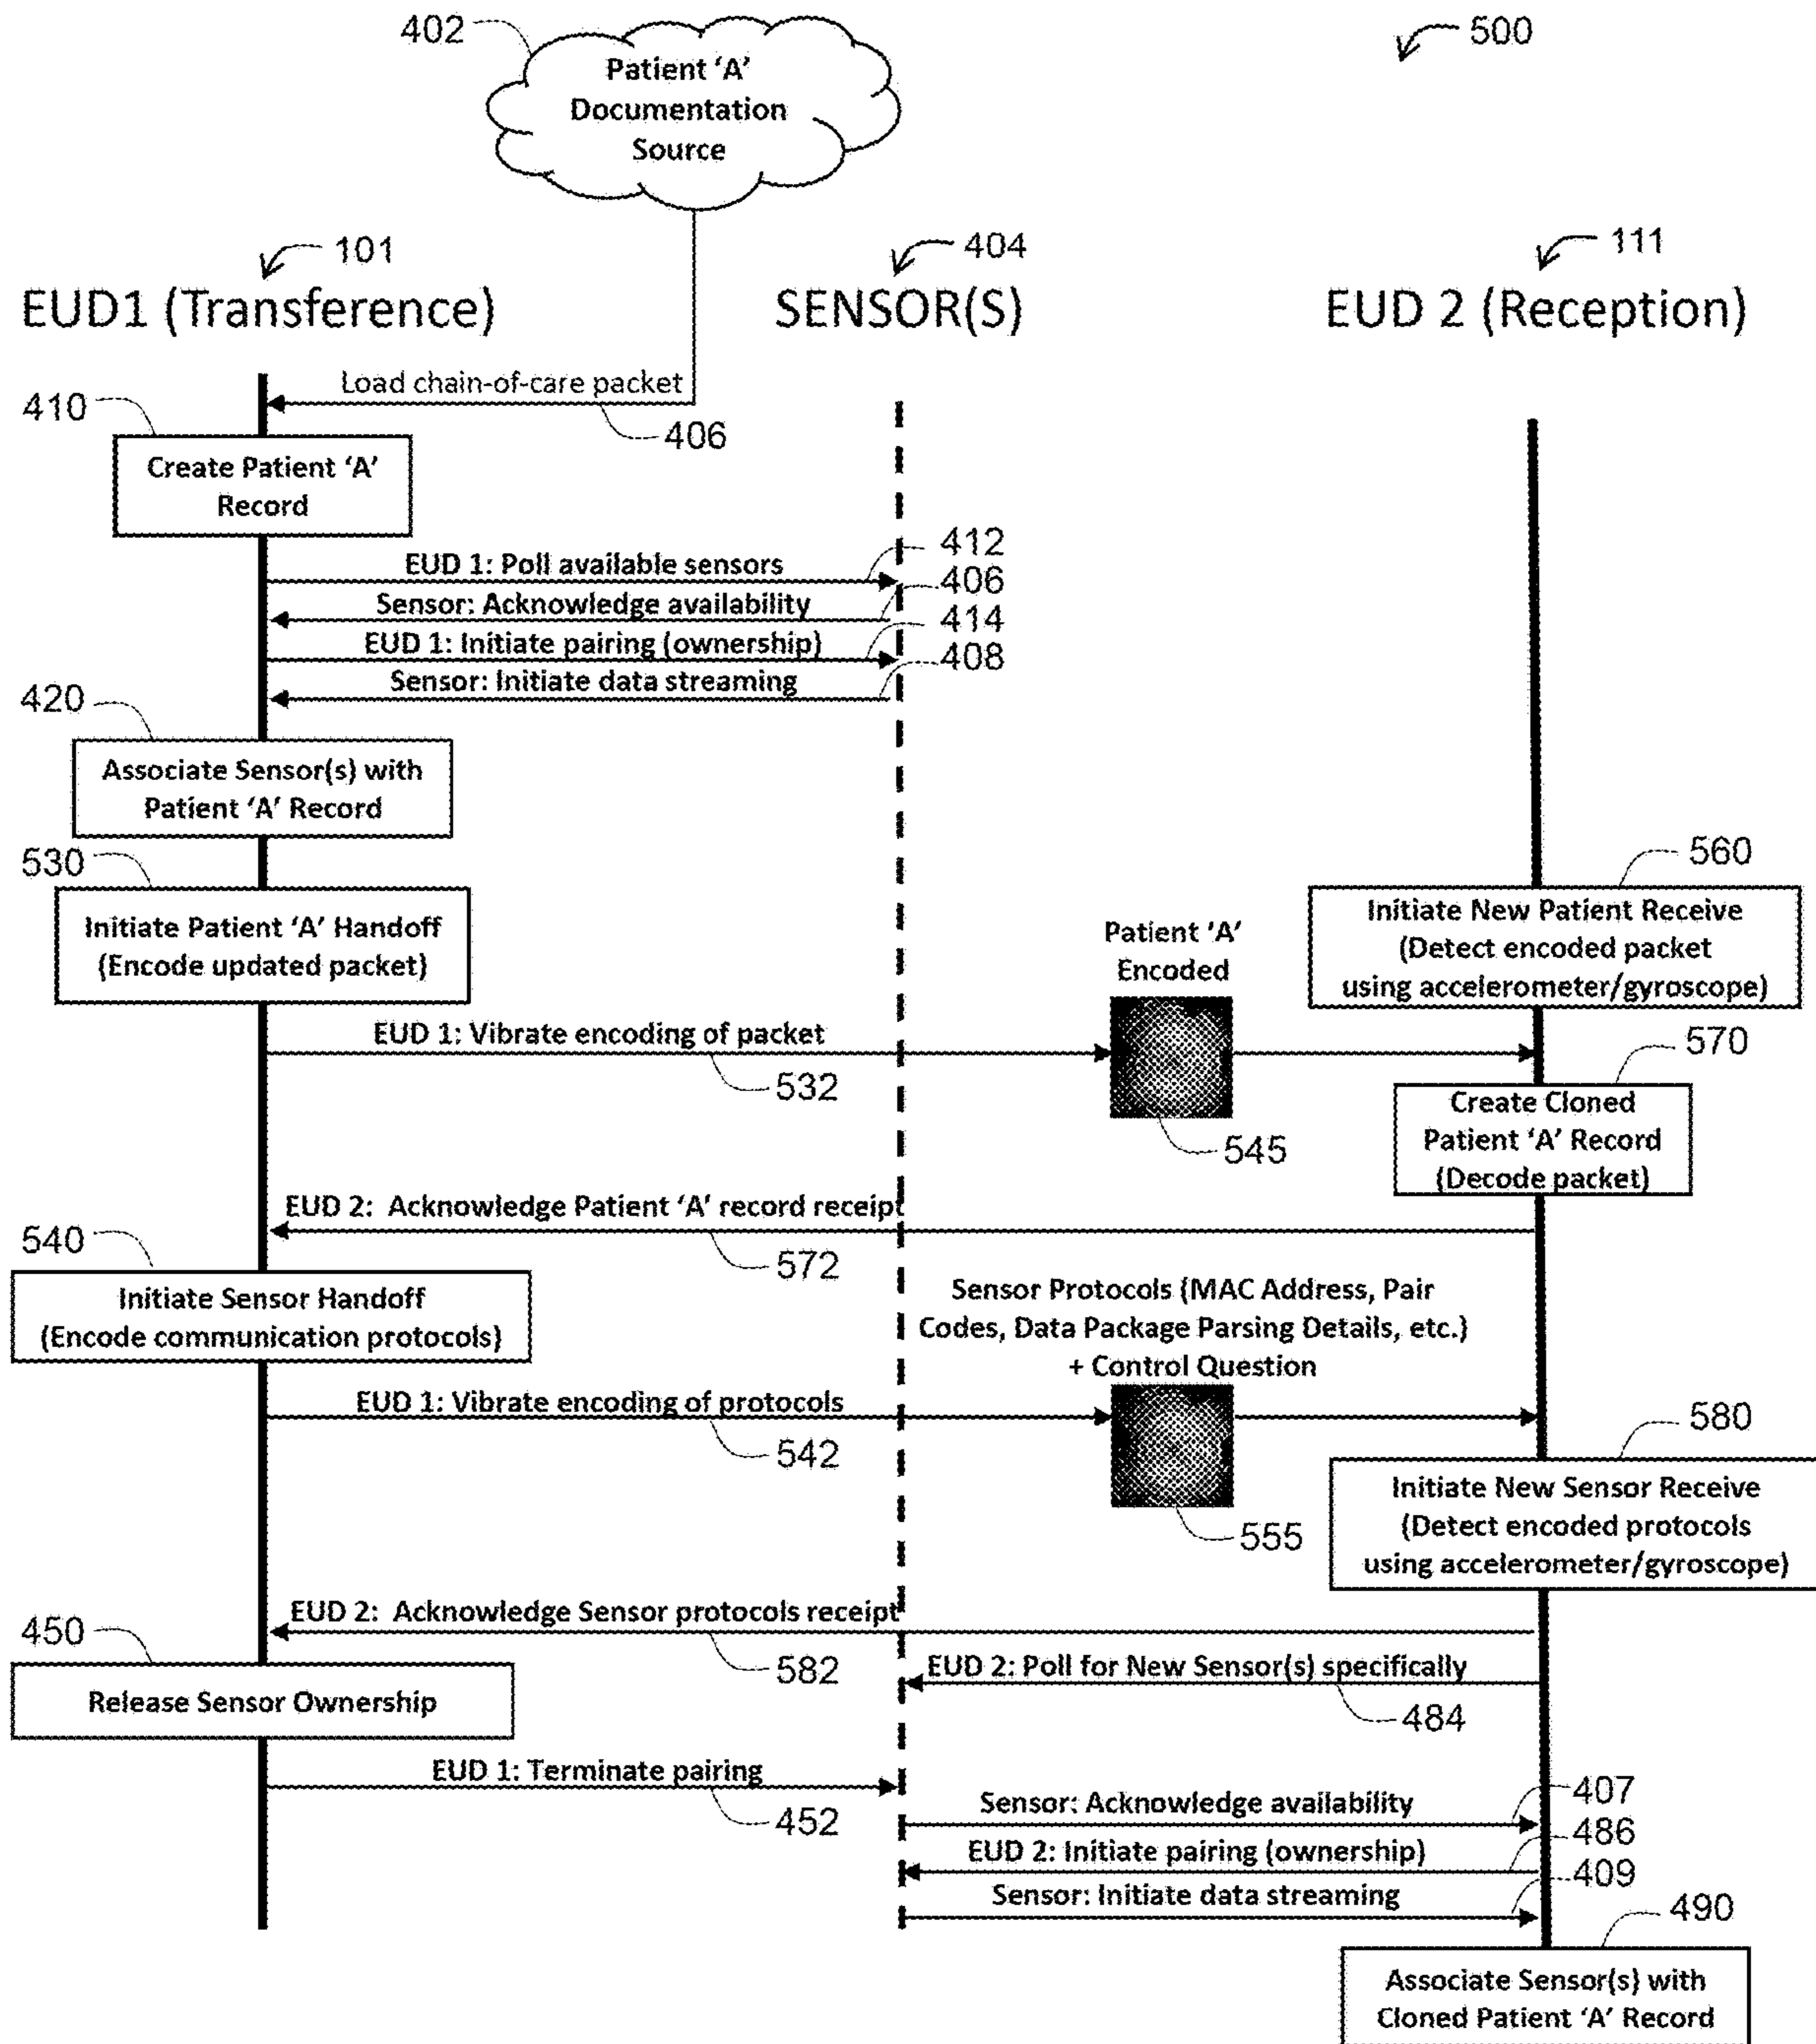 402
Patient ‘A’
Documentation
Source
500
101
404
111
EUD1 (Transference)
SENSOR(S)
EUD 2 (Reception)
Load chain-of-care packet
406
410
Create Patient ‘A’
Record
EUD 1: Poll available sensors
412
Sensor: Acknowledge availability
406
EUD 1: Initiate pairing (ownership)
414
Sensor: Initiate data streaming
408
420
Associate Sensor(s) with
Patient ‘A’ Record
530
Initiate Patient ‘A’ Handoff
(Encode updated packet)
560
Initiate New Patient Receive
(Detect encoded packet
using accelerometer/gyroscope)
Patient ‘A’
Encoded
EUD 1: Vibrate encoding of packet
532
545
570
Create Cloned
Patient ‘A’ Record
(Decode packet)
EUD 2:  Acknowledge Patient ‘A’ record receipt
572
540
Initiate Sensor Handoff
(Encode communication protocols)
Sensor Protocols (MAC Address, Pair
Codes, Data Package Parsing Details, etc.)
+ Control Question
EUD 1: Vibrate encoding of protocols
542
555
580
Initiate New Sensor Receive
(Detect encoded protocols
using accelerometer/gyroscope)
EUD 2:  Acknowledge Sensor protocols receipt
582
450
Release Sensor Ownership
EUD 2: Poll for New Sensor(s) specifically
484
EUD 1: Terminate pairing
452
Sensor: Acknowledge availability
407
EUD 2: Initiate pairing (ownership)
486
Sensor: Initiate data streaming
409
490
Associate Sensor(s) with
Cloned Patient ‘A’ Record